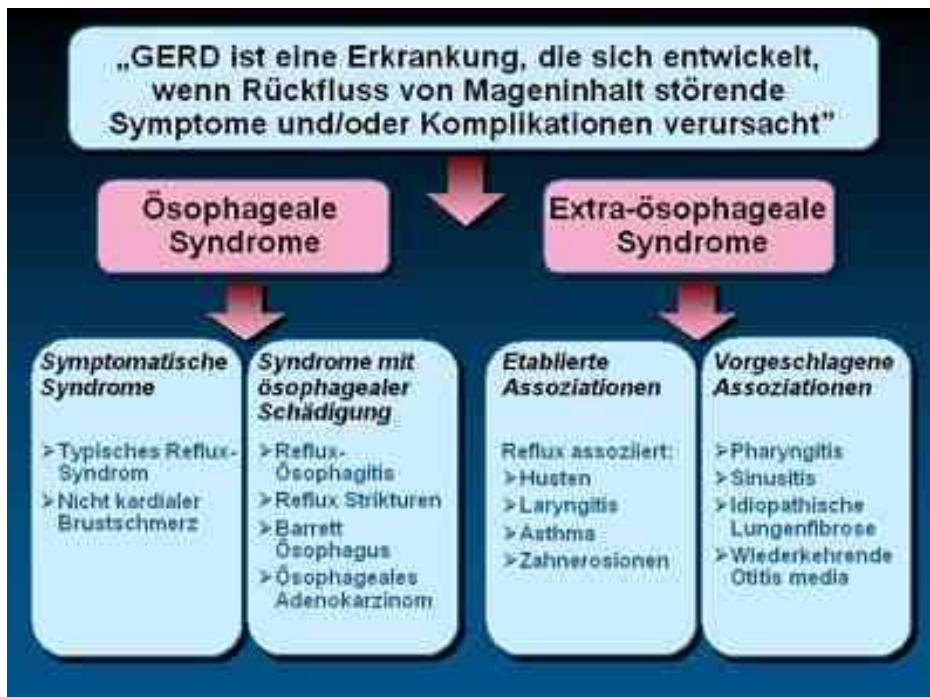 „GERD ist eine Erkrankung, die sich entwickelt,
wenn Rückfluss von Mageninhalt störende
Symptome und/oder Komplikationen verursacht”
Ösophageale
Syndrome
Extra-ösophageale
Syndrome
Symptomatische
Syndrome
➢Typisches Reflux-
Syndrom
➢Nicht kardialer
Brustschmerz
Syndrome mit
ösophagealer
Schädigung
➢Reflux-
Ösophagitis
➢Reflux Strikturen
➢Barrett
Ösophagus
➢Ösophageales
Adenokarzinom
Etablierte
Assoziationen
Reflux assoziiert:
➢Husten
➢Laryngitis
➢Asthma
➢Zahnerosionen
Vorgeschlagene
Assoziationen
➢Pharyngitis
➢Sinusitis
➢Idiopathische
Lungenfibrose
➢Wiederkehrende
Otitis media